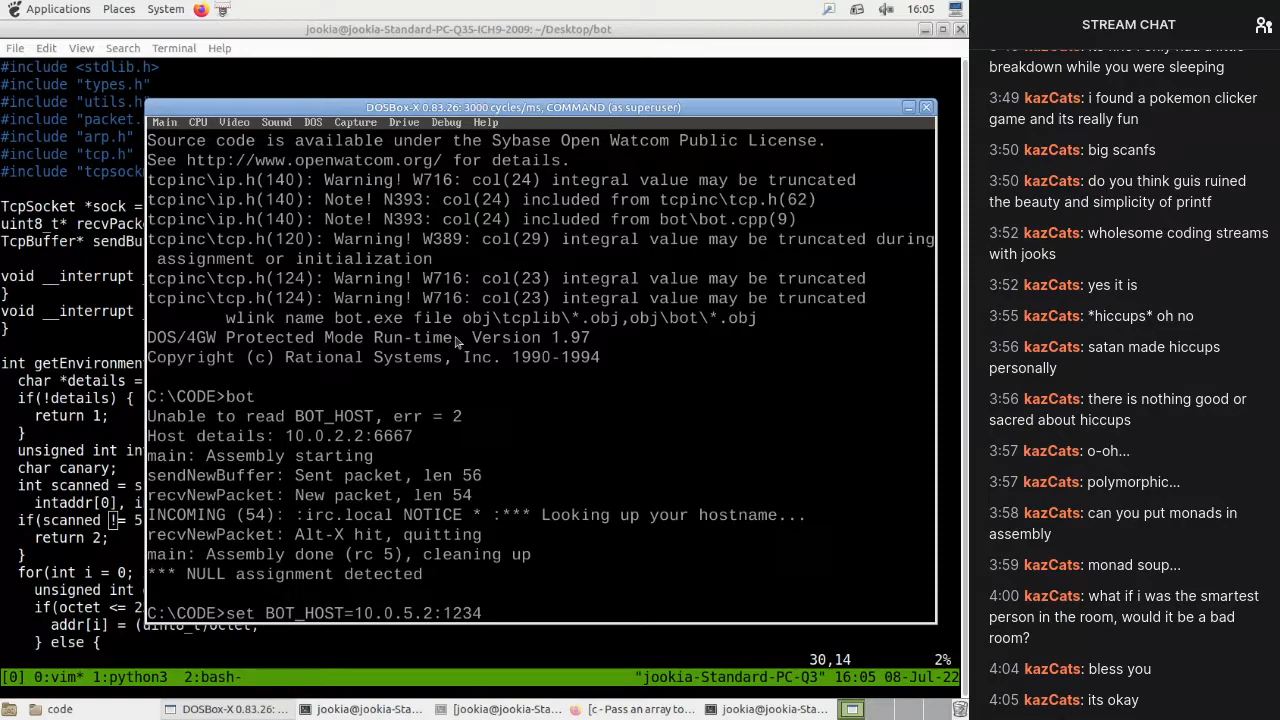 Applications Places System 16:05
jookia@jookia-Standard-PC-Q35-ICH9-2009: ~/Desktop/bot
File Edit View Search Terminal Help
#include <stdlib.h>
#include "types.h"
#include "utils.h"
#include "packet.
#include "arp.h"
#include "tcp.h"
#include "tcpsock
TcpSocket *sock =
uint8_t* recvPack
TcpBuffer* sendBu
void __interrupt
}
void __interrupt
}
int getEnvironmen
char *details =
if(!details) {
return 1;
}
unsigned int in
char canary;
int scanned = s
intaddr[0], i
if(scanned != 5
return 2;
}
for(int i = 0;
unsigned int
if(octet <= 2
addr[i] = (uint8_t)octet;
} else {
30,14 2%
[0] 0:vim* 1:python3 2:bash- "jookia-Standard-PC-Q3" 16:05 08-Jul-22
DOSBox-X 0.83.26: 3000 cycles/ms, COMMAND (as superuser)
Main CPU Video Sound DOS Capture Drive Debug Help
Source code is available under the Sybase Open Watcom Public License.
See http://www.openwatcom.org/ for details.
tcpinc\ip.h(140): Warning! W716: col(24) integral value may be truncated
tcpinc\ip.h(140): Note! N393: col(24) included from tcpinc\tcp.h(62)
tcpinc\ip.h(140): Note! N393: col(24) included from bot\bot.cpp(9)
tcpinc\tcp.h(120): Warning! W389: col(29) integral value may be truncated during
assignment or initialization
tcpinc\tcp.h(124): Warning! W716: col(23) integral value may be truncated
tcpinc\tcp.h(124): Warning! W716: col(23) integral value may be truncated
wlink name bot.exe file obj\tcplib\*.obj,obj\bot\*.obj
DOS/4GW Protected Mode Run-time Version 1.97
Copyright (c) Rational Systems, Inc. 1990-1994
C:\CODE>bot
Unable to read BOT_HOST, err = 2
Host details: 10.0.2.2:6667
main: Assembly starting
sendNewBuffer: Sent packet, len 56
recvNewPacket: New packet, len 54
INCOMING (54): :irc.local NOTICE * :*** Looking up your hostname...
recvNewPacket: Alt-X hit, quitting
main: Assembly done (rc 5), cleaning up
*** NULL assignment detected
C:\CODE>set BOT_HOST=10.0.5.2:1234
code DOSBox-X 0.83.26: ... jookia@jookia-Sta... [jookia@jookia-Sta... [c - Pass an array to... jookia@jookia-Sta...
STREAM CHAT
breakdown while you were sleeping
3:49 kazCats: i found a pokemon clicker
game and its really fun
3:50 kazCats: big scanfs
3:50 kazCats: do you think guis ruined
the beauty and simplicity of printf
3:52 kazCats: wholesome coding streams
with jooks
3:52 kazCats: yes it is
3:55 kazCats: *hiccups* oh no
3:56 kazCats: satan made hiccups
personally
3:56 kazCats: there is nothing good or
sacred about hiccups
3:57 kazCats: o-oh...
3:57 kazCats: polymorphic...
3:58 kazCats: can you put monads in
assembly
3:59 kazCats: monad soup...
4:00 kazCats: what if i was the smartest
person in the room, would it be a bad
room?
4:04 kazCats: bless you
4:05 kazCats: its okay